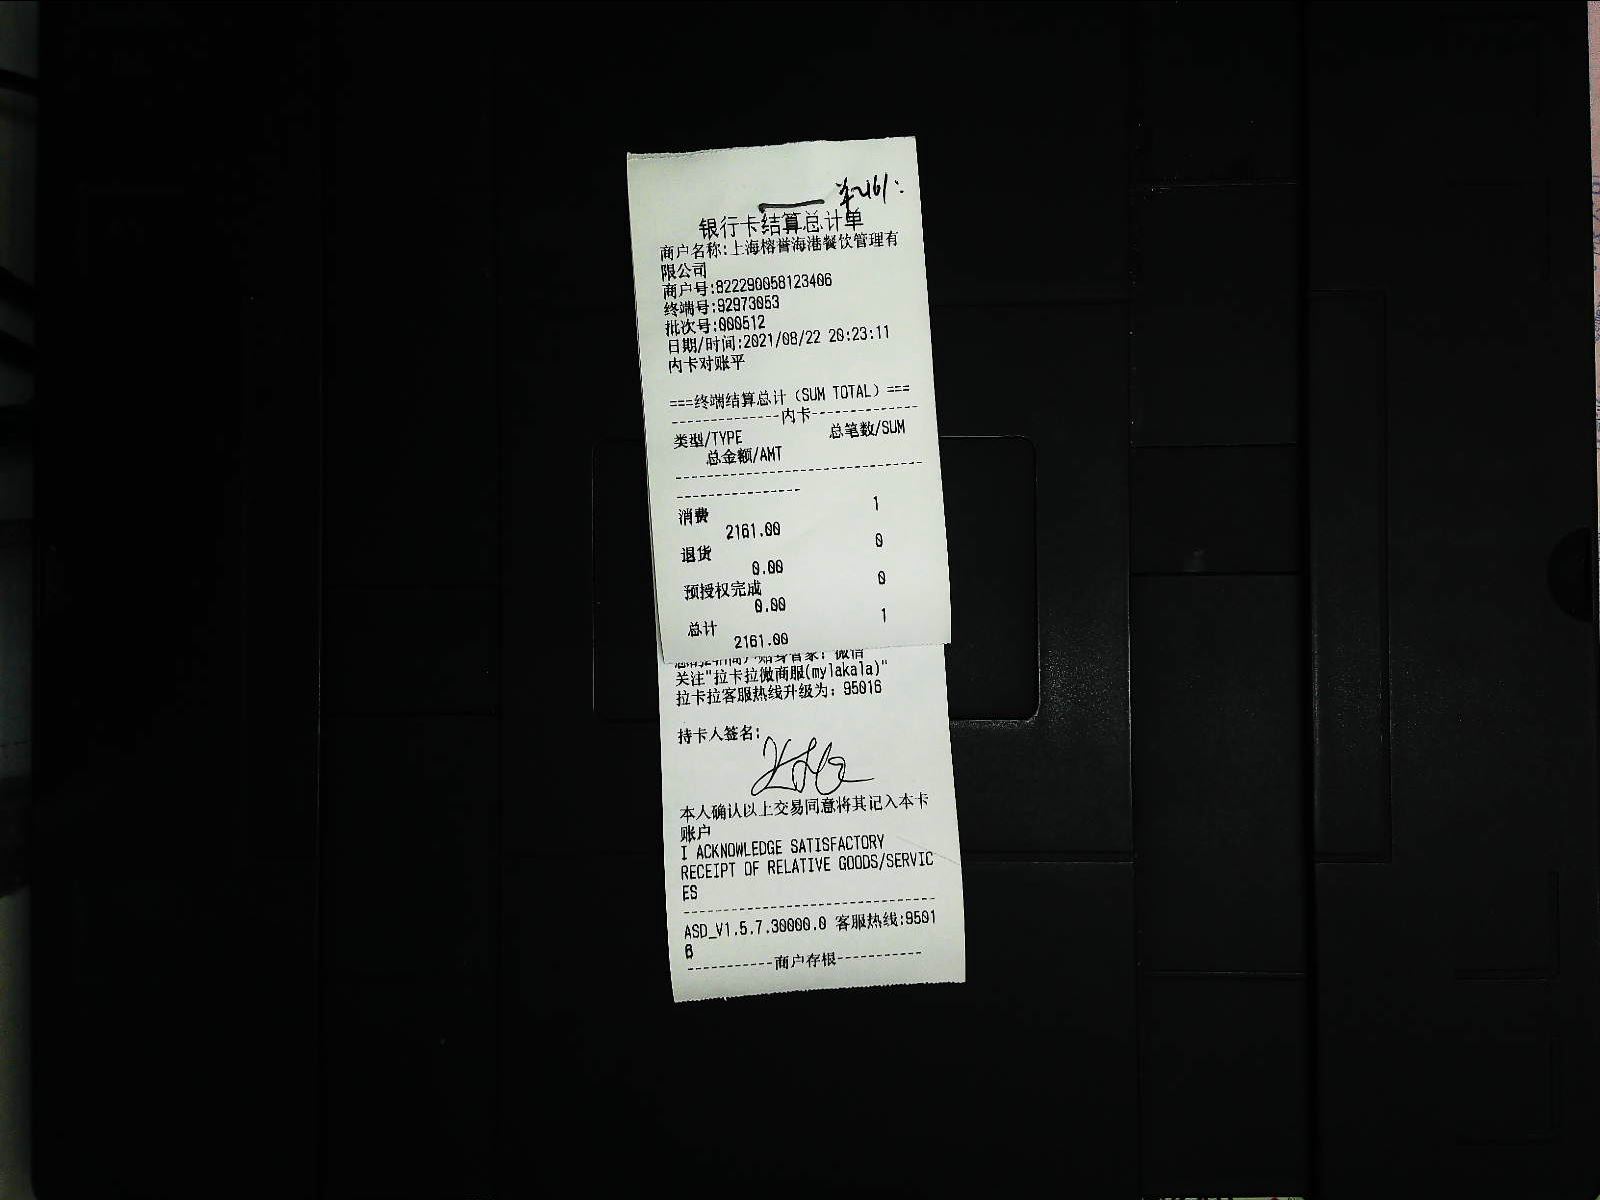 ¥2161:
银行卡结算总计单
商户名称:上海榕誉海港餐饮管理有
限公司
商户号:822290058123406
终端号:92973053
批次号:000512
日期/时间:2021/08/22 20:23:11
内卡对账平
===终端结算总计（SUM TOTAL）===
--------------内卡--------------
类型/TYPE 总笔数/SUM
总金额/AMT
--------------------------------
----------------
消费 1
2161.00
退货 0
0.00
预授权完成 0
0.00
总计 1
2161.00
关注"拉卡拉微商服(mylakala)"
拉卡拉客服热线升级为: 95016
持卡人签名:
本人确认以上交易同意将其记入本卡
账户
I ACKNOWLEDGE SATISFACTORY
RECEIPT OF RELATIVE GOODS/SERVIC
ES
--------------------------------
ASD_V1.5.7.30000.0 客服热线:9501
6
-----------商户存根-----------